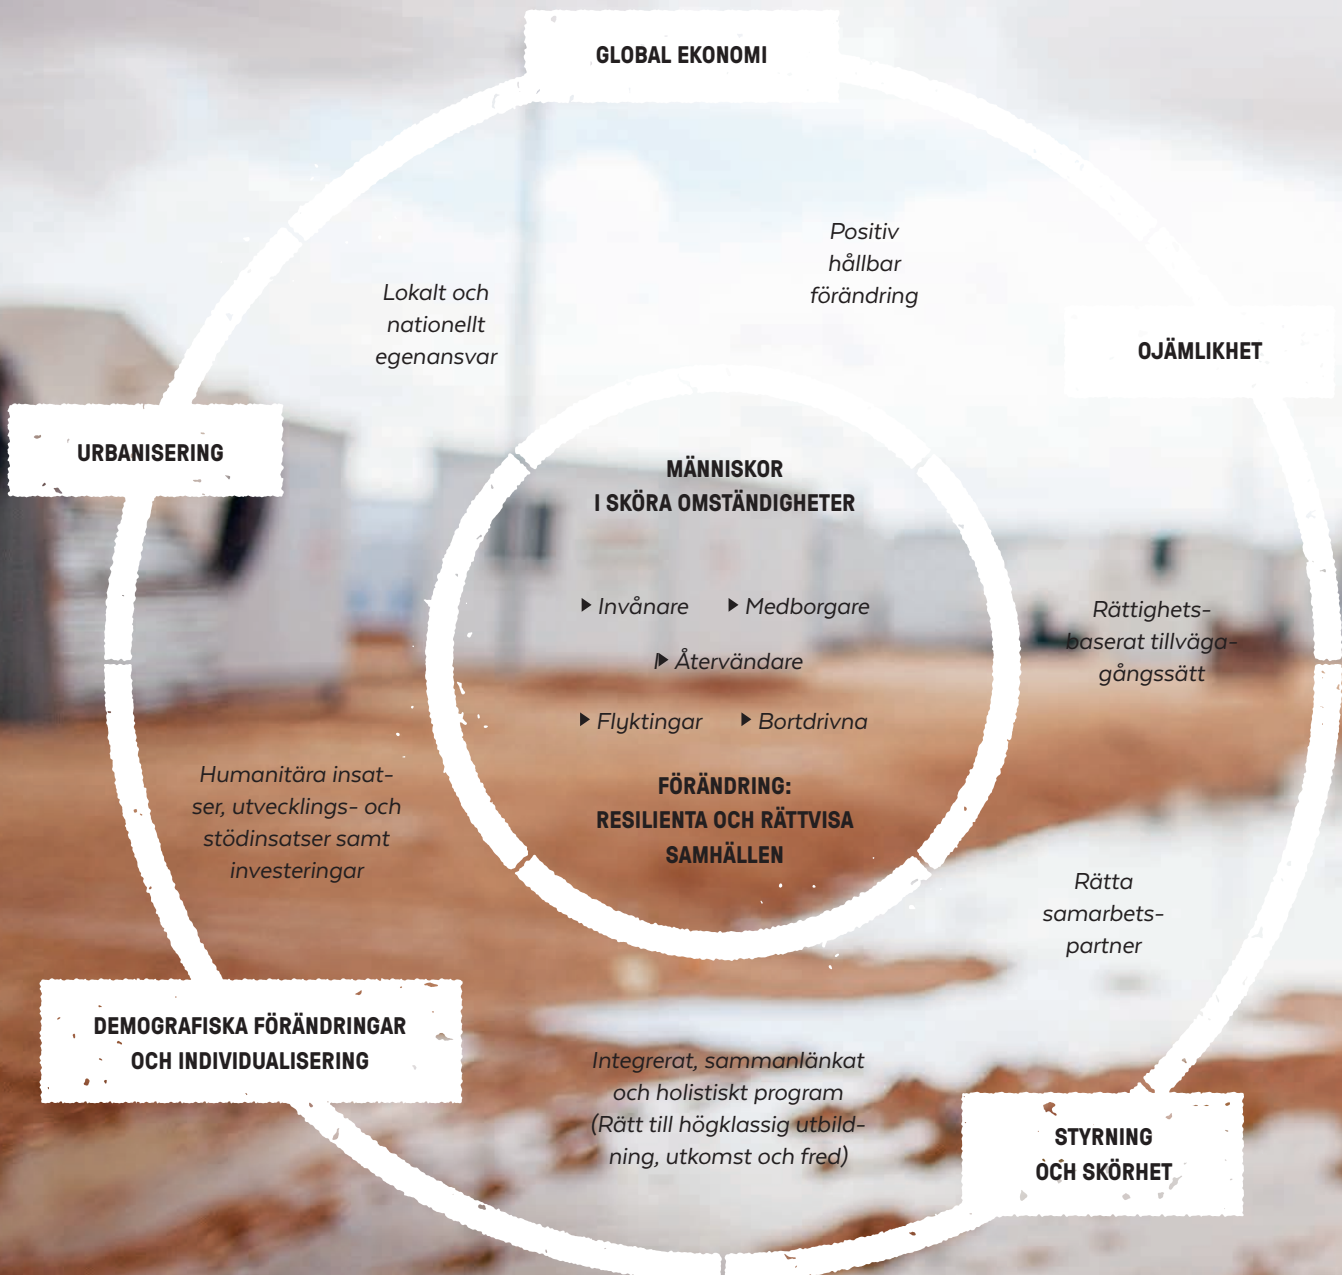 GLOBAL EKONOMI
Positiv
hållbar
förändring
Lokalt och
nationellt
egenansvar
OJÄMLIKHET
URBANISERING
MÄNNISKOR
I SKÖRA OMSTÄNDIGHETER
▶ Invånare ▶ Medborgare
▶ Återvändare
▶ Flyktingar ▶ Bortdrivna
FÖRÄNDRING:
RESILIENTA OCH RÄTTVISA
SAMHÄLLEN
Rättighets-
baserat tillväga-
gångssätt
Humanitära insat-
ser, utvecklings- och
stödinsatser samt
investeringar
Rätta
samarbets-
partner
DEMOGRAFISKA FÖRÄNDRINGAR
OCH INDIVIDUALISERING
Integrerat, sammanlänkat
och holistiskt program
(Rätt till högklassig utbild-
ning, utkomst och fred)
STYRNING
OCH SKÖRHET